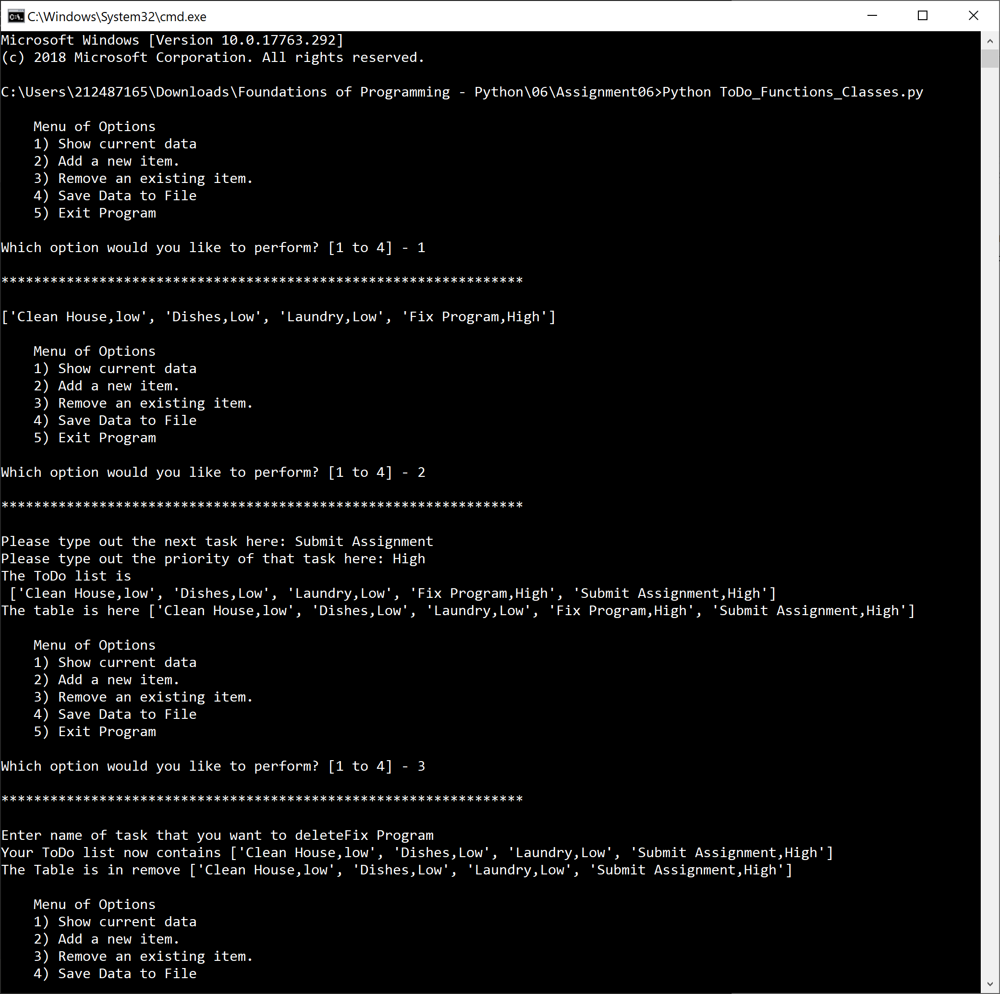 C:\Windows\System32\cmd.exe
Microsoft Windows [Version 10.0.17763.292]
(c) 2018 Microsoft Corporation. All rights reserved.
C:\Users\212487165\Downloads\Foundations of Programming - Python\06\Assignment06>Python ToDo_Functions_Classes.py
Menu of Options
1) Show current data
2) Add a new item.
3) Remove an existing item.
4) Save Data to File
5) Exit Program
Which option would you like to perform? [1 to 4] - 1
****************************************************************
['Clean House,low', 'Dishes,Low', 'Laundry,Low', 'Fix Program,High']
Menu of Options
1) Show current data
2) Add a new item.
3) Remove an existing item.
4) Save Data to File
5) Exit Program
Which option would you like to perform? [1 to 4] - 2
****************************************************************
Please type out the next task here: Submit Assignment
Please type out the priority of that task here: High
The ToDo list is
['Clean House,low', 'Dishes,Low', 'Laundry,Low', 'Fix Program,High', 'Submit Assignment,High']
The table is here ['Clean House,low', 'Dishes,Low', 'Laundry,Low', 'Fix Program,High', 'Submit Assignment,High']
Menu of Options
1) Show current data
2) Add a new item.
3) Remove an existing item.
4) Save Data to File
5) Exit Program
Which option would you like to perform? [1 to 4] - 3
****************************************************************
Enter name of task that you want to deleteFix Program
Your ToDo list now contains ['Clean House,low', 'Dishes,Low', 'Laundry,Low', 'Submit Assignment,High']
The Table is in remove ['Clean House,low', 'Dishes,Low', 'Laundry,Low', 'Submit Assignment,High']
Menu of Options
1) Show current data
2) Add a new item.
3) Remove an existing item.
4) Save Data to File